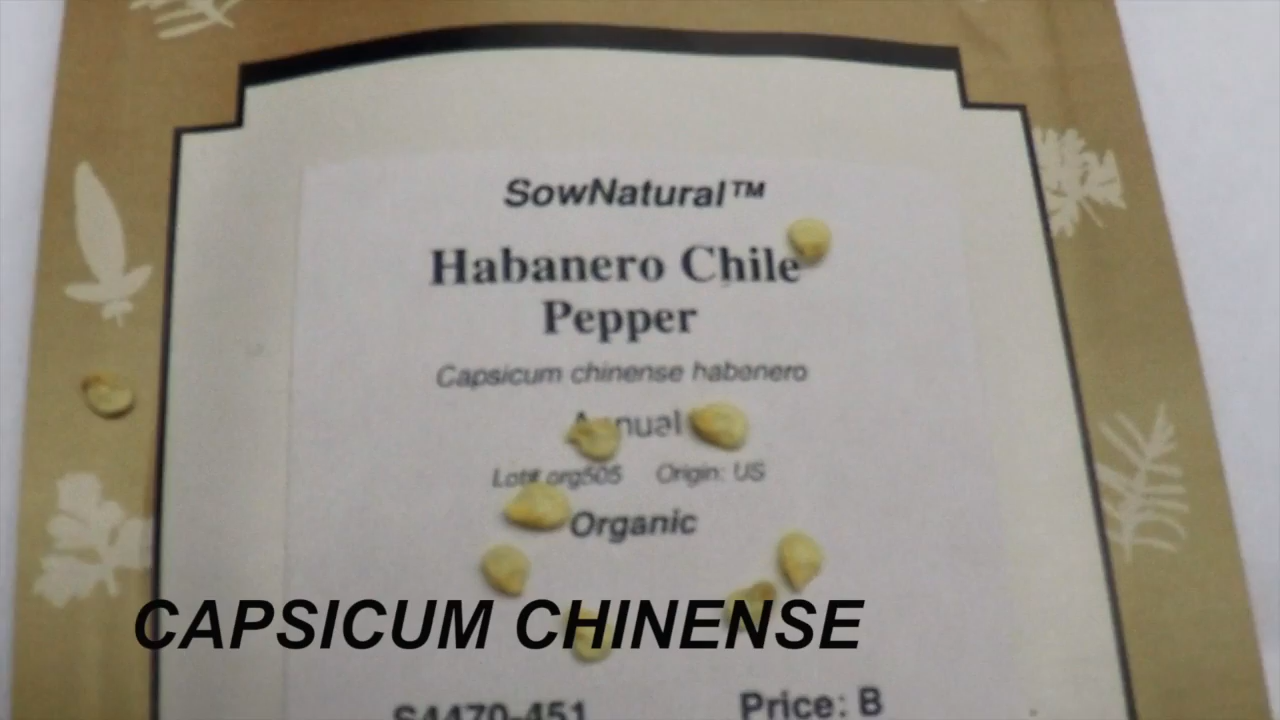 SowNatural™
Habanero Chile
Pepper
Capsicum chinense habenero
Annual
Lot# org505 Origin: US
Organic
CAPSICUM CHINENSE
S4470-451 Price: B